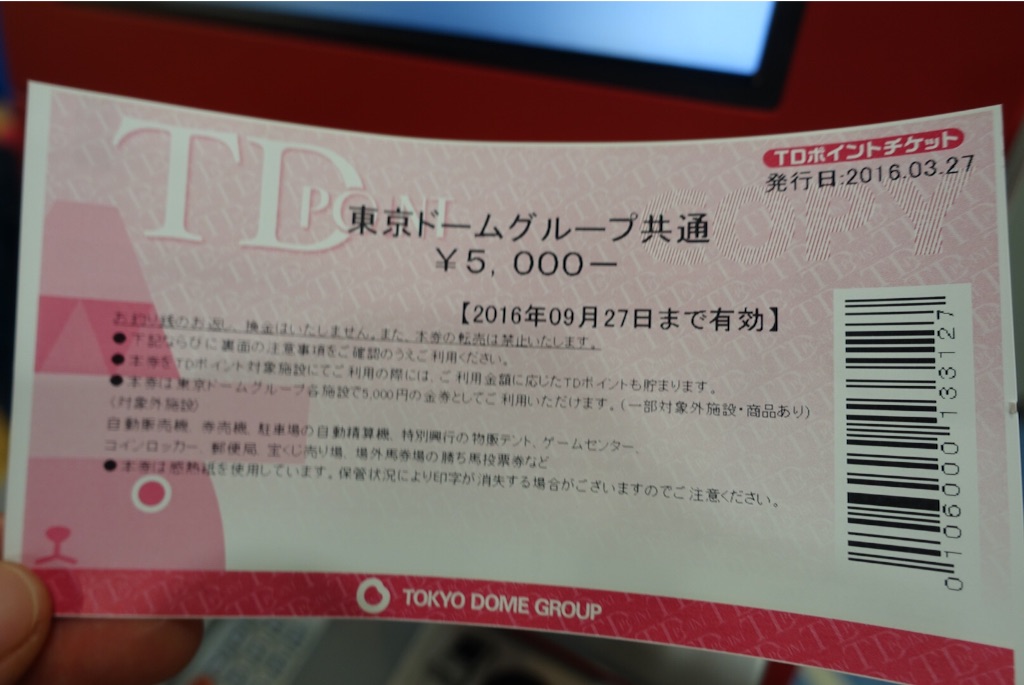 TDポイントチケット
発行日:2016.03.27
TD POINT
COPY
東京ドームグループ共通
¥5,000-
【2016年09月27日まで有効】
お釣り銭のお返し、換金はいたしません。また、本券の転売は禁止いたします。
●下記ならびに裏面の注意事項をご確認のうえご利用ください。
●本券をTDポイント対象施設にてご利用の際には、ご利用金額に応じたTDポイントも貯まります。
●本券は東京ドームグループ各施設で5,000円の金券としてご利用いただけます。(一部対象外施設・商品あり)
(対象外施設)
自動販売機、券売機、駐車場の自動精算機、特別興行の物販テント、ゲームセンター、
コインロッカー、郵便局、宝くじ売り場、場外馬券場の勝ち馬投票券など
●本券は感熱紙を使用しています。保管状況により印字が消失する場合がございますのでご注意ください。
01060000133127
TOKYO DOME GROUP